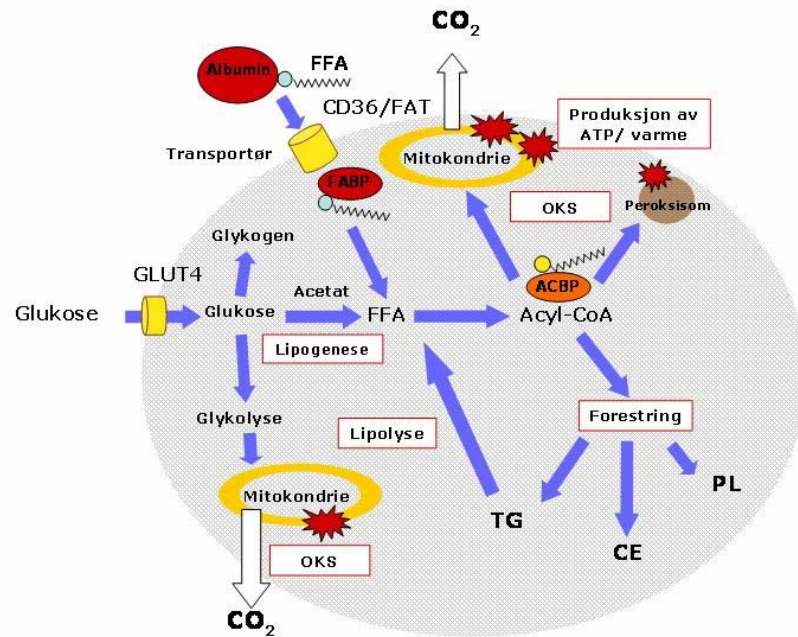 CO2
Albumin
FFA
CD36/FAT
Transportør
FABP
Mitokondrie
Produksjon av
ATP/ varme
OKS
Peroksisom
Glykogen
GLUT4
Glukose
Glukose
Acetat
FFA
ACBP
Acyl-CoA
Lipogenese
Glykolyse
Lipolyse
Forestring
Mitokondrie
OKS
CO2
TG
CE
PL